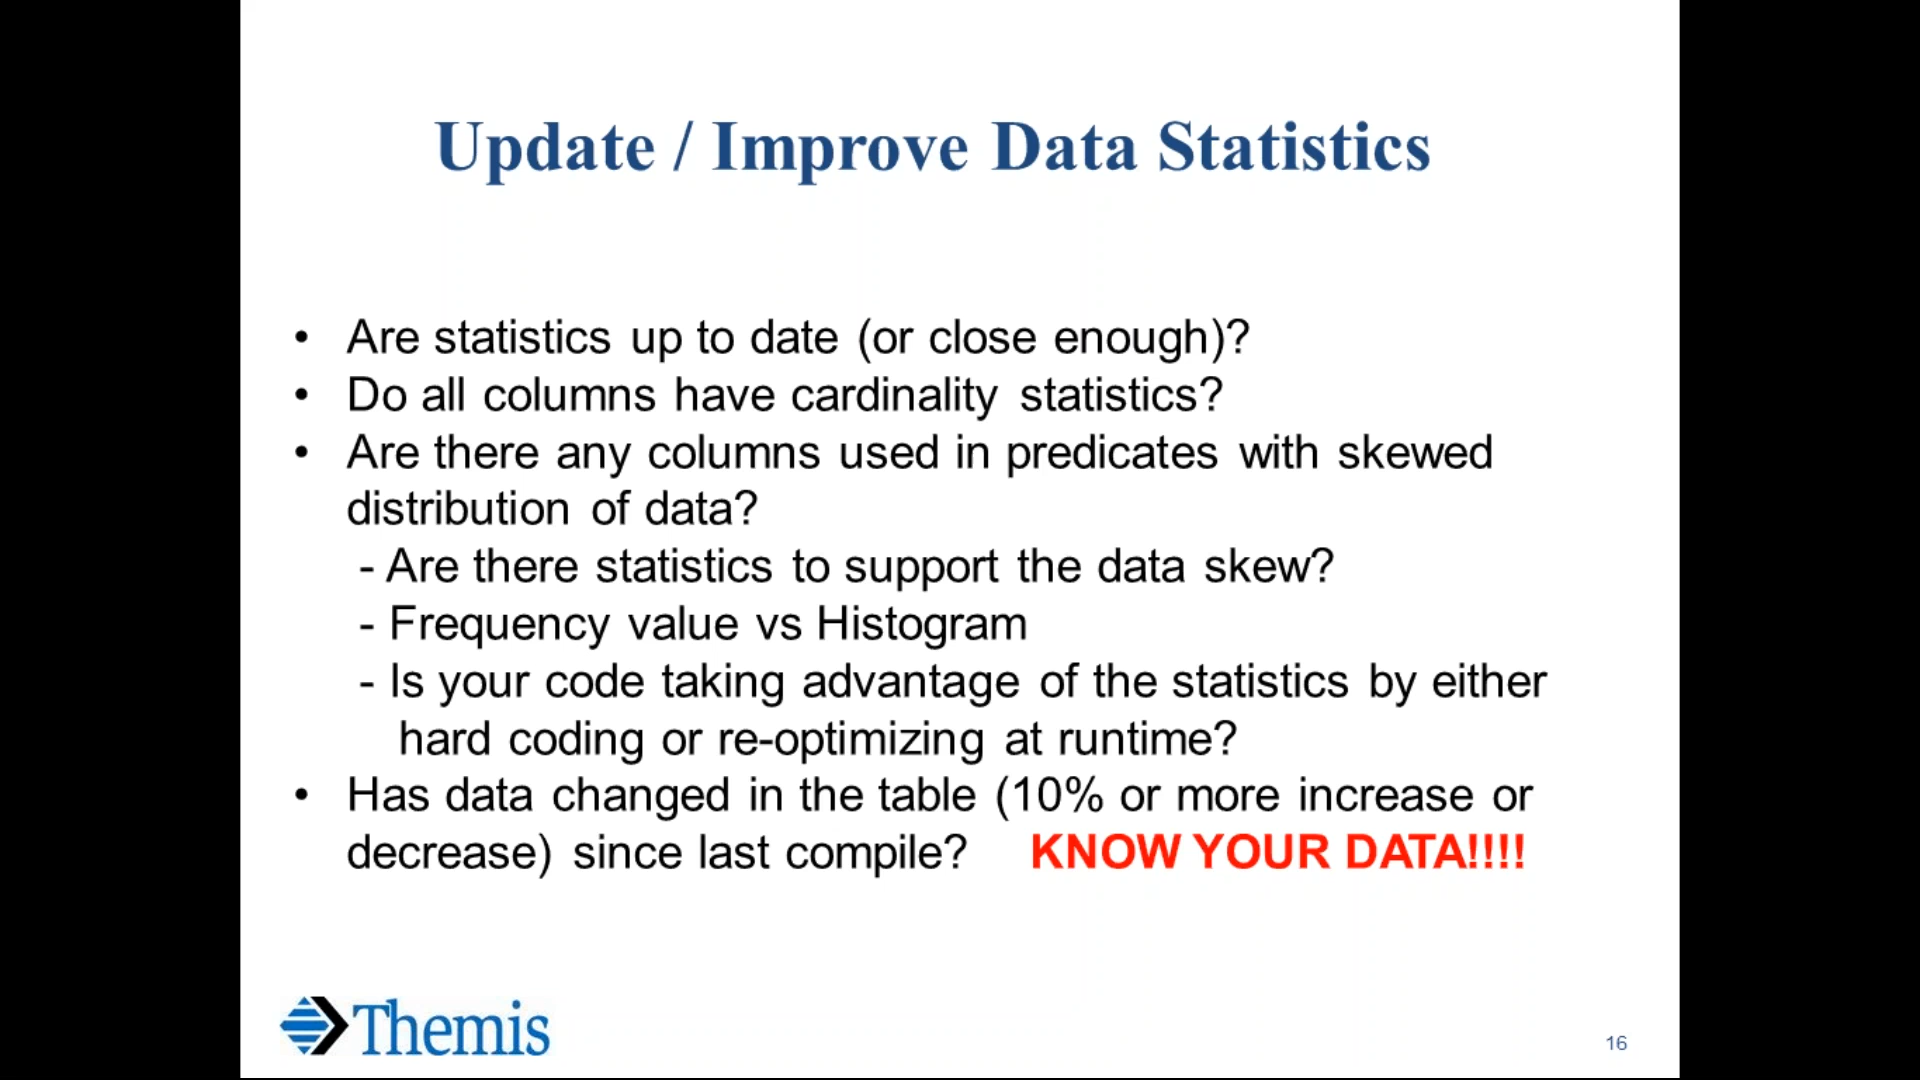 Update / Improve Data Statistics
• Are statistics up to date (or close enough)?
• Do all columns have cardinality statistics?
• Are there any columns used in predicates with skewed
distribution of data?
- Are there statistics to support the data skew?
- Frequency value vs Histogram
- Is your code taking advantage of the statistics by either
hard coding or re-optimizing at runtime?
• Has data changed in the table (10% or more increase or
decrease) since last compile? KNOW YOUR DATA!!!!
Themis
16